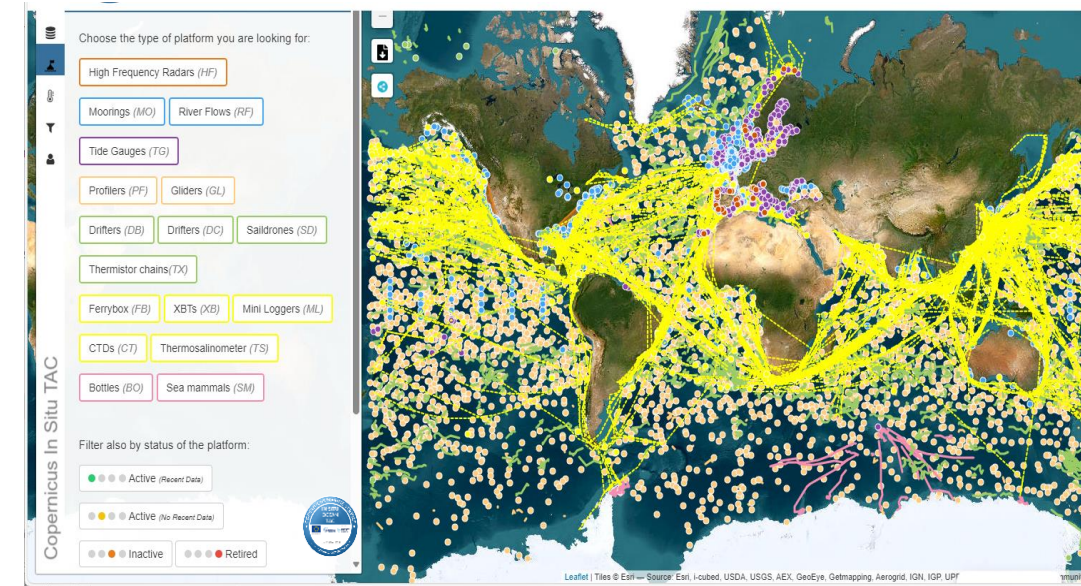 Choose the type of platform you are looking for:
High Frequency Radars (HF)
Moorings (MO) River Flows (RF)
Tide Gauges (TG)
Profilers (PF) Gliders (GL)
Drifters (DB) Drifters (DC) Saildrones (SD)
Thermistor chains(TX)
Ferrybox (FB) XBTs (XB) Mini Loggers (ML)
CTDs (CT) Thermosalinometer (TS)
Bottles (BO) Sea mammals (SM)
Filter also by status of the platform:
Active (Recent Data)
Active (No Recent Data)
Inactive Retired
Copernicus In Situ TAC
Leaflet | Tiles © Esri — Source: Esri, i-cubed, USDA, USGS, AEX, GeoEye, Getmapping, Aerogrid, IGN, IGP,